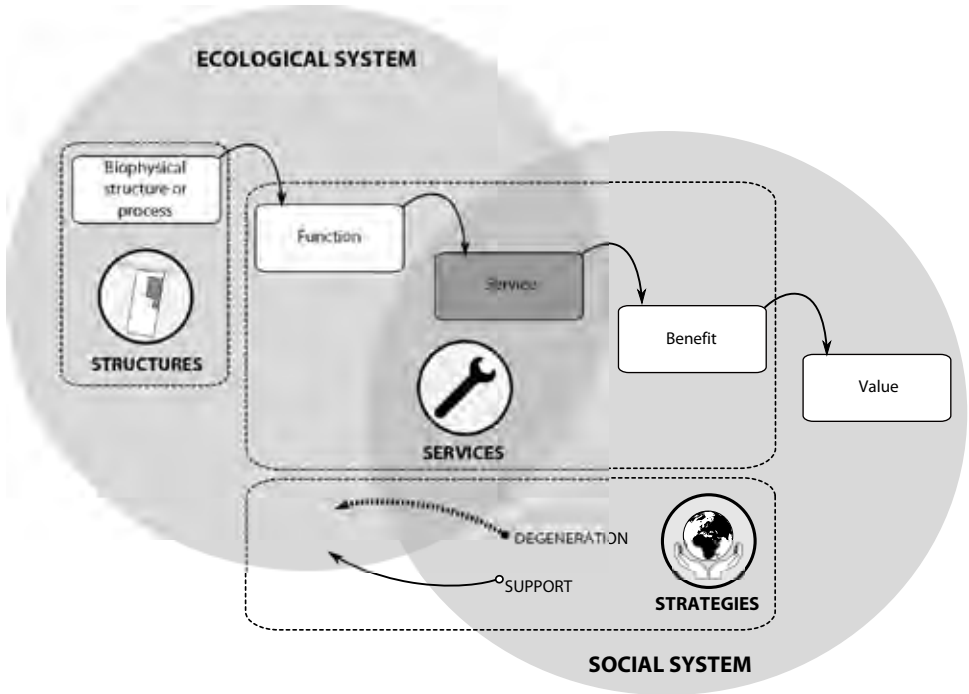 ECOLOGICAL SYSTEM
Biophysical
structure or
process
STRUCTURES
Function
Service
Benefit
Value
SERVICES
DEGENERATION
SUPPORT
STRATEGIES
SOCIAL SYSTEM